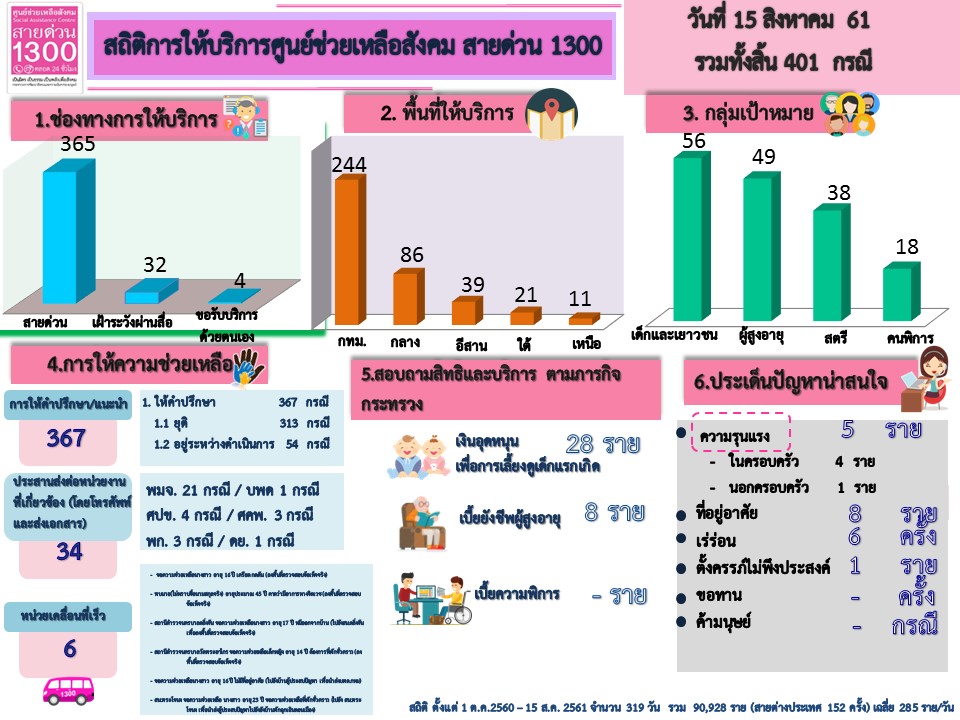 ศูนย์ช่วยเหลือสังคม
Social Assistance Center
สายด่วน
1300
ตลอด 24 ชั่วโมง
สถิติการให้บริการศูนย์ช่วยเหลือสังคม สายด่วน 1300
วันที่ 15 สิงหาคม 61
รวมทั้งสิ้น 401 กรณี
1.ช่องทางการให้บริการ
365
32
4
สายด่วน
เฝ้าระวังผ่านสื่อ
ขอรับบริการ
ด้วยตนเอง
2. พื้นที่ให้บริการ
244
86
39
21
11
กทม.
กลาง
อีสาน
ใต้
เหนือ
3. กลุ่มเป้าหมาย
56
49
38
18
เด็กและเยาวชน
ผู้สูงอายุ
สตรี
คนพิการ
4.การให้ความช่วยเหลือ
การให้คำปรึกษา/แนะนำ
367
1. ให้คำปรึกษา 367 กรณี
1.1 ยุติ 313 กรณี
1.2 อยู่ระหว่างดำเนินการ 54 กรณี
ประสานส่งต่อหน่วยงาน
ที่เกี่ยวข้อง (โดยโทรศัพท์
และส่งเอกสาร)
34
พมจ. 21 กรณี / บพด 1 กรณี
ศปข. 4 กรณี / ศคพ. 3 กรณี
พก. 3 กรณี / ดย. 1 กรณี
หน่วยเคลื่อนที่เร็ว
6
1300
5.สอบถามสิทธิและบริการ ตามภารกิจ
กระทรวง
เงินอุดหนุน
เพื่อการเลี้ยงดูเด็กแรกเกิด
28 ราย
เบี้ยยังชีพผู้สูงอายุ
8 ราย
เบี้ยความพิการ
- ราย
6.ประเด็นปัญหาน่าสนใจ
ความรุนแรง 5 ราย
- ในครอบครัว 4 ราย
- นอกครอบครัว 1 ราย
ที่อยู่อาศัย 8 ราย
เร่ร่อน 6 ครั้ง
ตั้งครรภ์ไม่พึงประสงค์ 1 ราย
ขอทาน - ครั้ง
ค้ามนุษย์ - กรณี
สถิติ ตั้งแต่ 1 ต.ค.2560 – 15 ส.ค. 2561 จำนวน 319 วัน รวม 90,928 ราย (สายต่างประเทศ 152 ครั้ง) เฉลี่ย 285 ราย/วัน